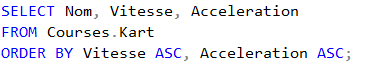 SELECT Nom, Vitesse, Acceleration
FROM Courses.Kart
ORDER BY Vitesse ASC, Acceleration ASC;